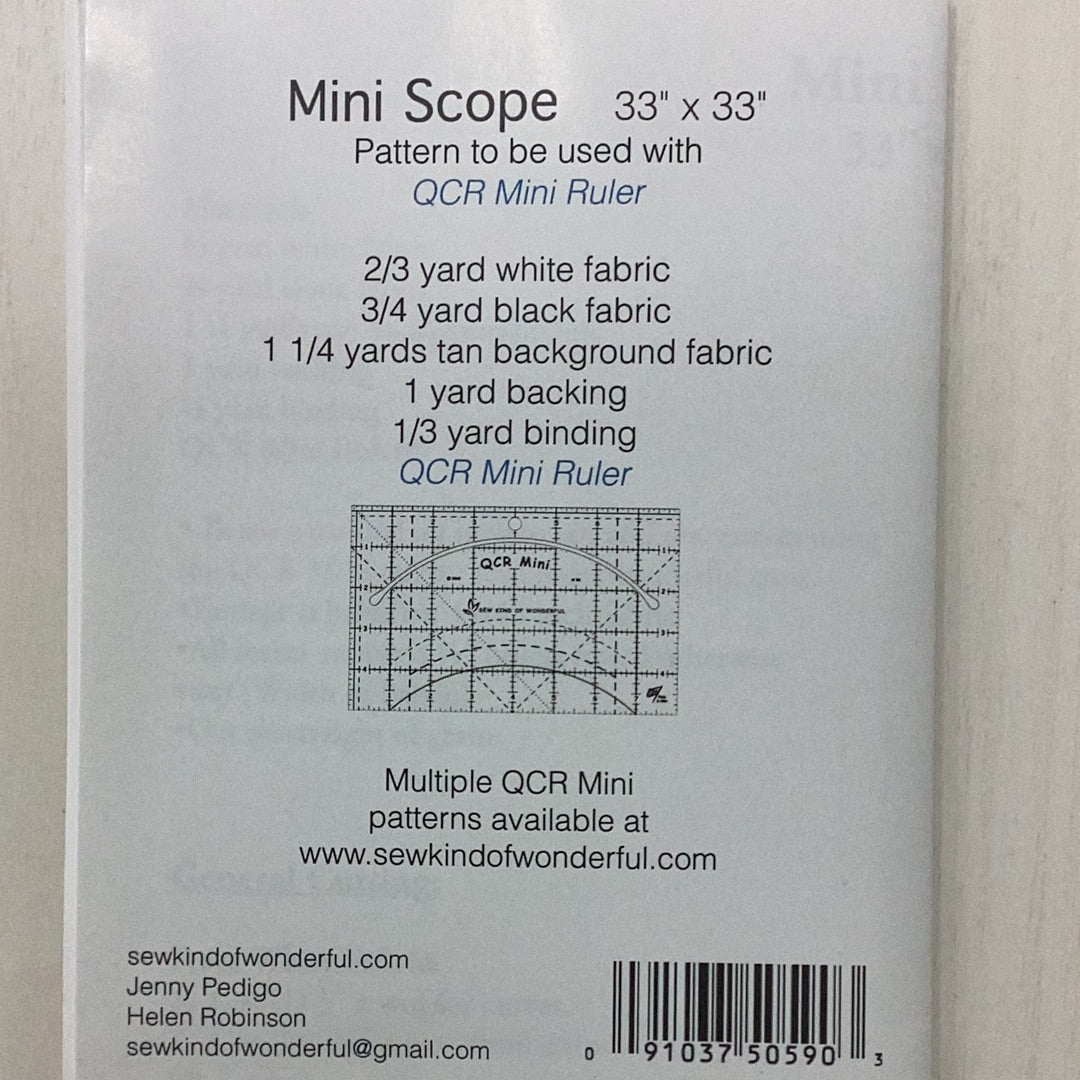 Mini Scope 33" x 33"
Pattern to be used with
QCR Mini Ruler
2/3 yard white fabric
3/4 yard black fabric
1 1/4 yards tan background fabric
1 yard backing
1/3 yard binding
QCR Mini Ruler
QCR Mini
SEW KIND OF WONDERFUL
Multiple QCR Mini
patterns available at
www.sewkindofwonderful.com
sewkindofwonderful.com
Jenny Pedigo
Helen Robinson
sewkindofwonderful@gmail.com
0 91037 50590 3